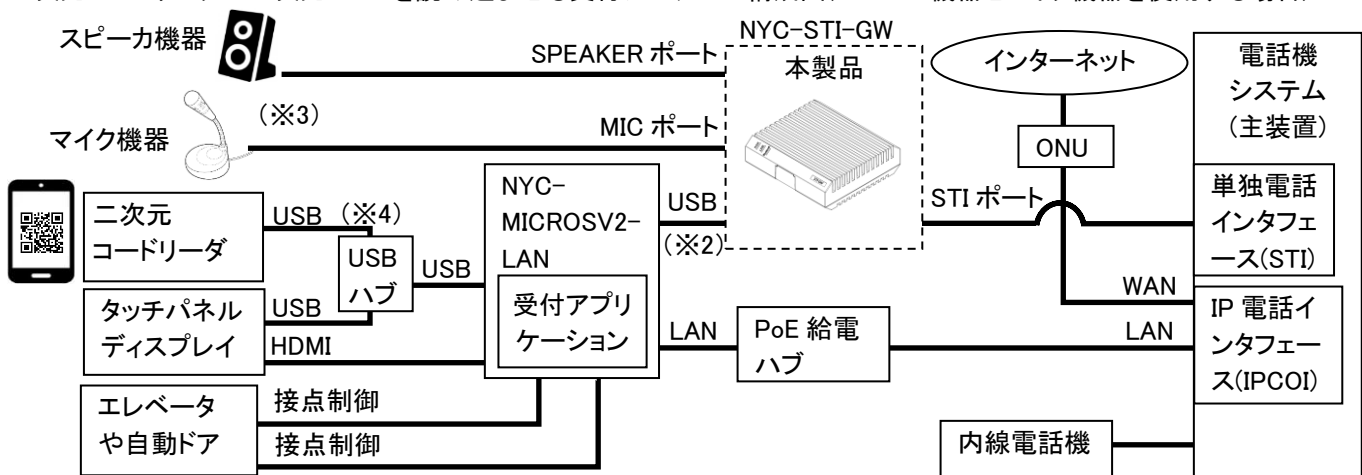 スピーカ機器
SPEAKER ポート
NYC-STI-GW
本製品
インターネット
電話機
システム
(主装置)
(※3)
マイク機器
MIC ポート
ONU
二次元
コードリーダ
USB (※4)
USB
ハブ
USB
NYC-
MICROSV2-
LAN
受付アプリ
ケーション
USB
(※2)
STI ポート
単独電話
インタフェ
ース(STI)
タッチパネル
ディスプレイ
USB
HDMI
LAN
PoE 給電
ハブ
WAN
LAN
IP 電話イ
ンタフェー
ス(IPCOI)
エレベータ
や自動ドア
接点制御
接点制御
内線電話機